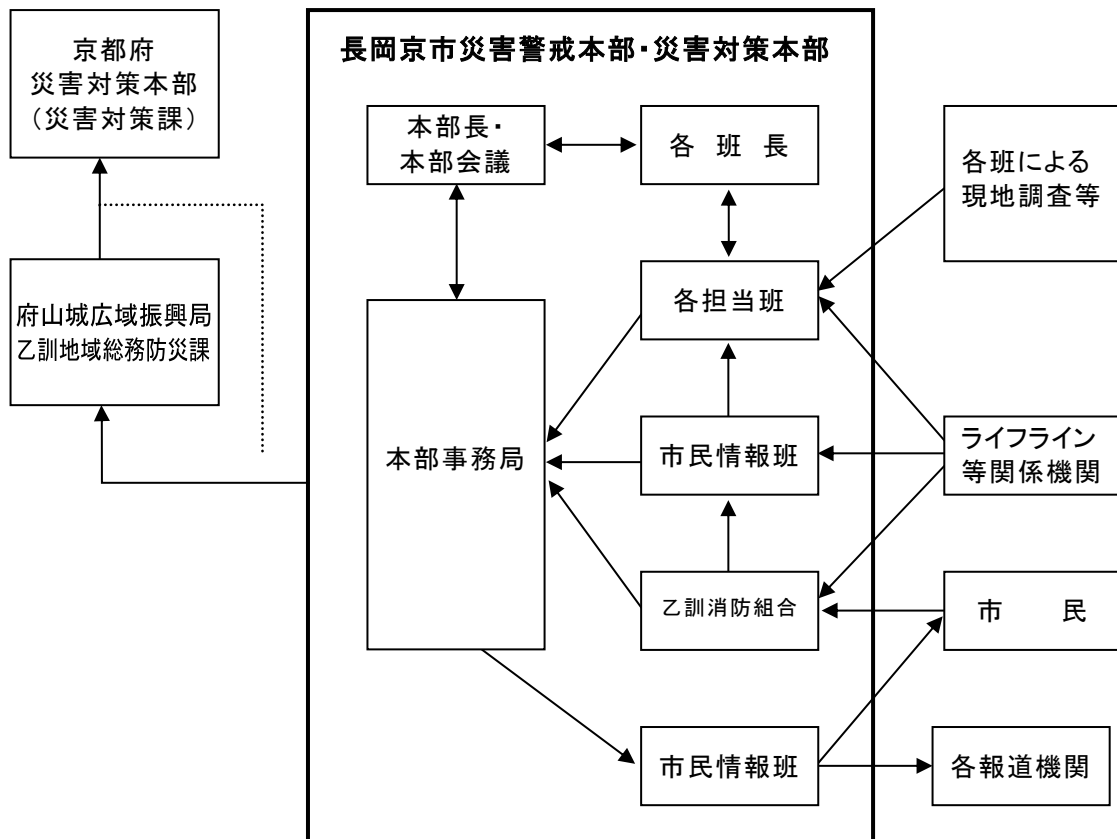 京都府
災害対策本部
（災害対策課）
長岡京市災害警戒本部・災害対策本部
本部長・
本部会議
各 班 長
各班による
現地調査等
府山城広域振興局
乙訓地域総務防災課
各担当班
本部事務局
市民情報班
ライフライン
等関係機関
乙訓消防組合
市 民
市民情報班
各報道機関